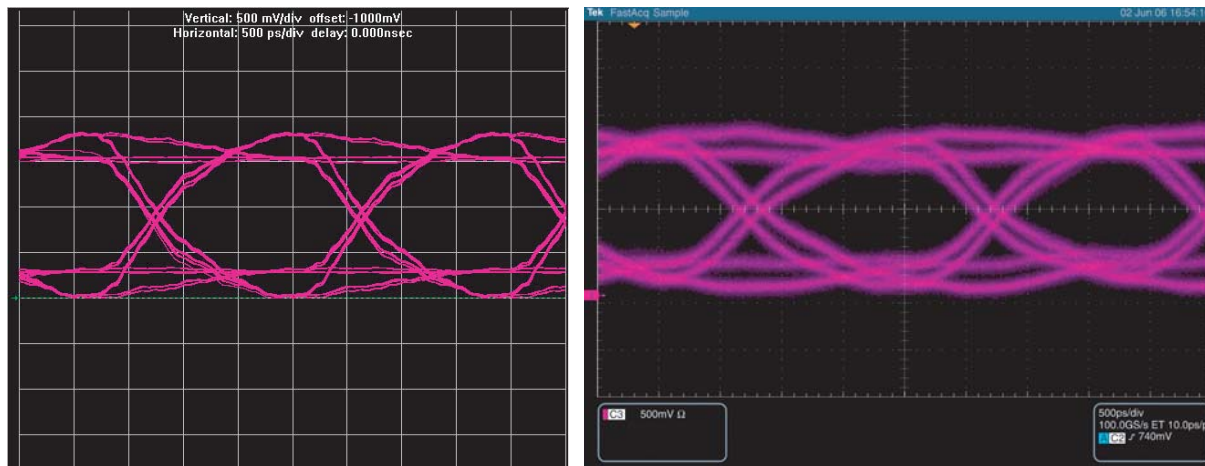 Vertical: 500 mV/div offset: -1000mV
Horizontal: 500 ps/div delay: 0.000nsec
Tek FastAcq Sample
02 Jun 06 16:54:1
C3 500mV Ω
500ps/div
100.0GS/s ET 10.0ps/p
A C2 740mV